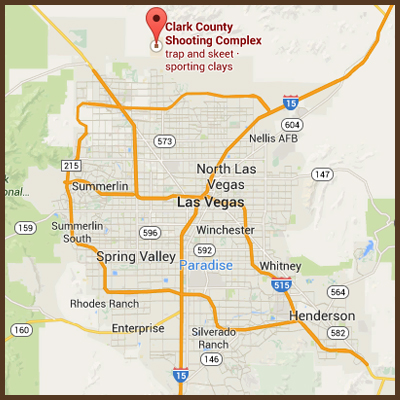 Clark County
Shooting Complex
trap and skeet ·
sporting clays
15
604
Nellis AFB
573
North Las
Vegas
147
215
Summerlin
Las Vegas
159
Summerlin
South
596
Winchester
592
Spring Valley
Paradise
Whitney
515
564
Rhodes Ranch
Henderson
160
Enterprise
Silverado
Ranch
582
146
15
onal...